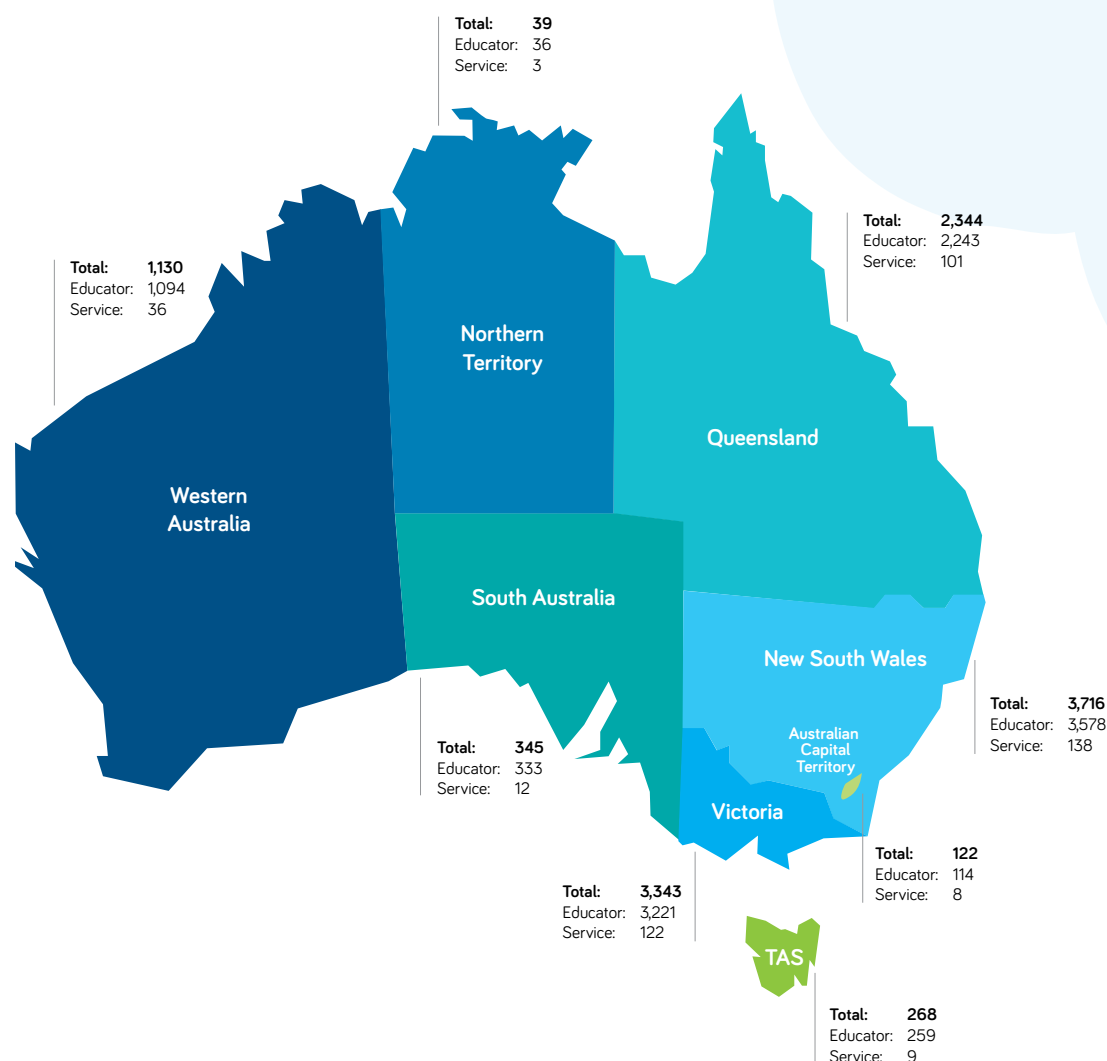 Total: 39
Educator: 36
Service: 3
Total: 2,344
Educator: 2,243
Service: 101
Total: 1,130
Educator: 1,094
Service: 36
Northern
Territory
Queensland
Western
Australia
South Australia
New South Wales
Total: 3,716
Educator: 3,578
Service: 138
Australian
Capital
Territory
Total: 345
Educator: 333
Service: 12
Victoria
Total: 122
Educator: 114
Service: 8
Total: 3,343
Educator: 3,221
Service: 122
TAS
Total: 268
Educator: 259
Service: 9